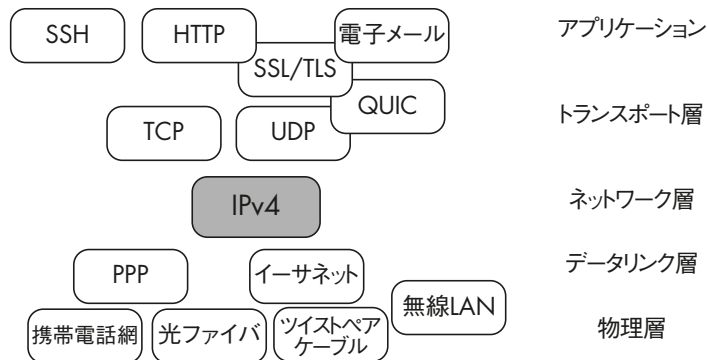 SSH
HTTP
電子メール
アプリケーション
SSL/TLS
QUIC
TCP
UDP
トランスポート層
IPv4
ネットワーク層
PPP
イーサネット
データリンク層
無線LAN
携帯電話網
光ファイバ
ツイストペア
ケーブル
物理層